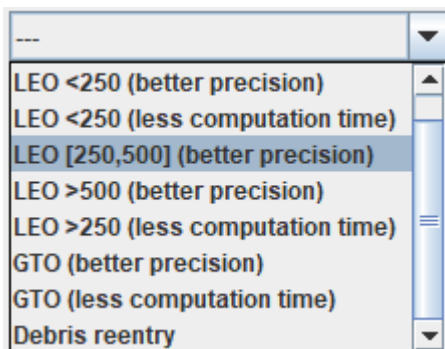 ---
LEO <250 (better precision)
LEO <250 (less computation time)
LEO [250,500] (better precision)
LEO >500 (better precision)
LEO >250 (less computation time)
GTO (better precision)
GTO (less computation time)
Debris reentry